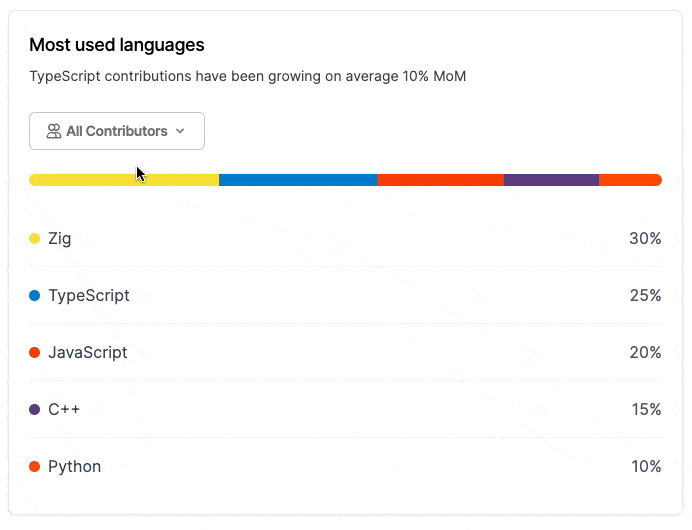 Most used languages
TypeScript contributions have been growing on average 10% MoM
All Contributors
Zig 30%
TypeScript 25%
JavaScript 20%
C++ 15%
Python 10%